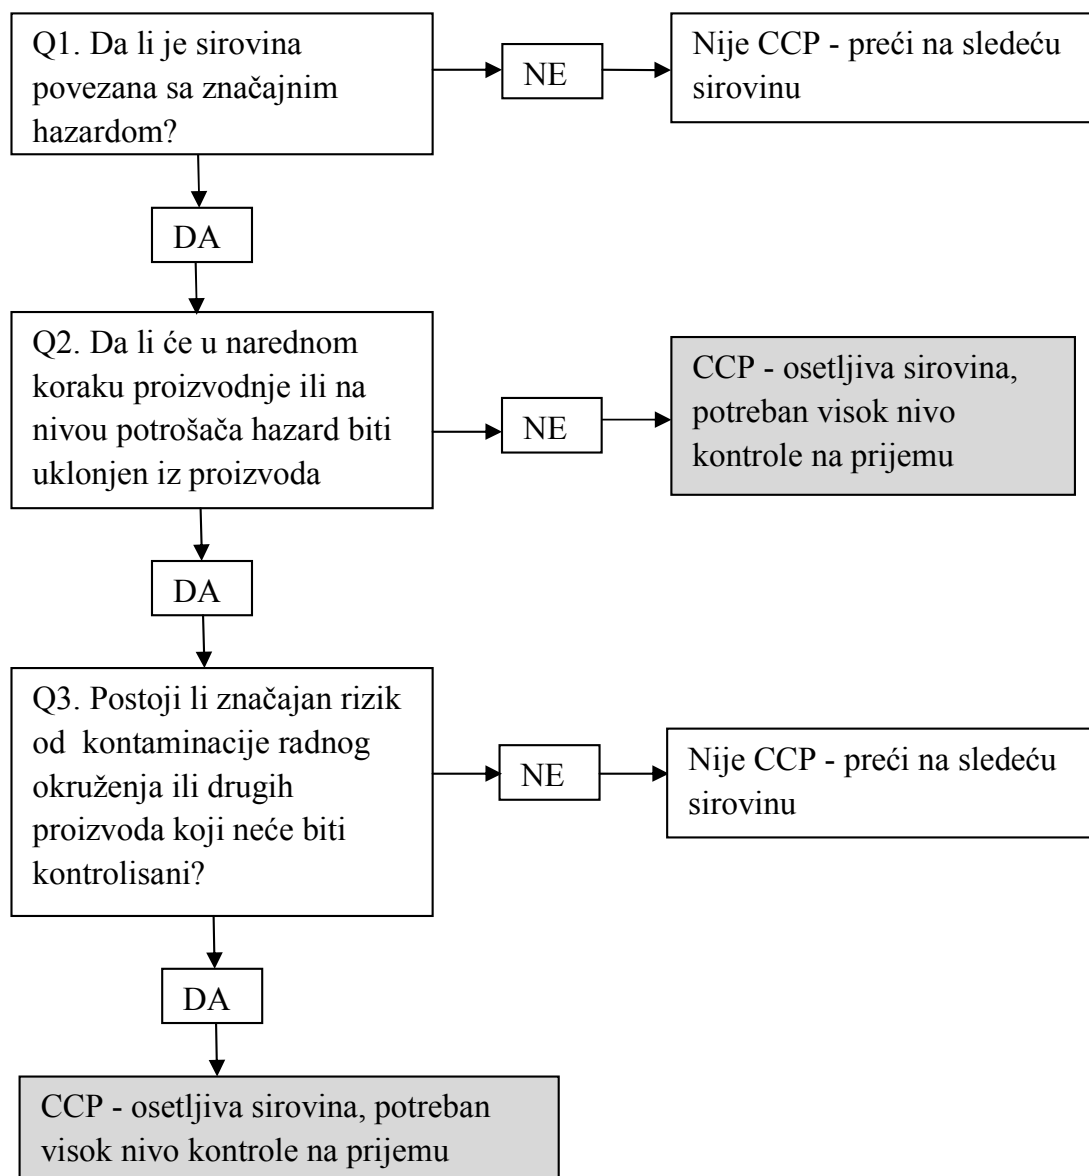 Q1. Da li je sirovina
povezana sa značajnim
hazardom?
NE
Nije CCP - preći na sledeću
sirovinu
DA
Q2. Da li će u narednom
koraku proizvodnje ili na
nivou potrošača hazard biti
uklonjen iz proizvoda
NE
CCP - osetljiva sirovina,
potreban visok nivo
kontrole na prijemu
DA
Q3. Postoji li značajan rizik
od kontaminacije radnog
okruženja ili drugih
proizvoda koji neće biti
kontrolisani?
NE
Nije CCP - preći na sledeću
sirovinu
DA
CCP - osetljiva sirovina, potreban
visok nivo kontrole na prijemu